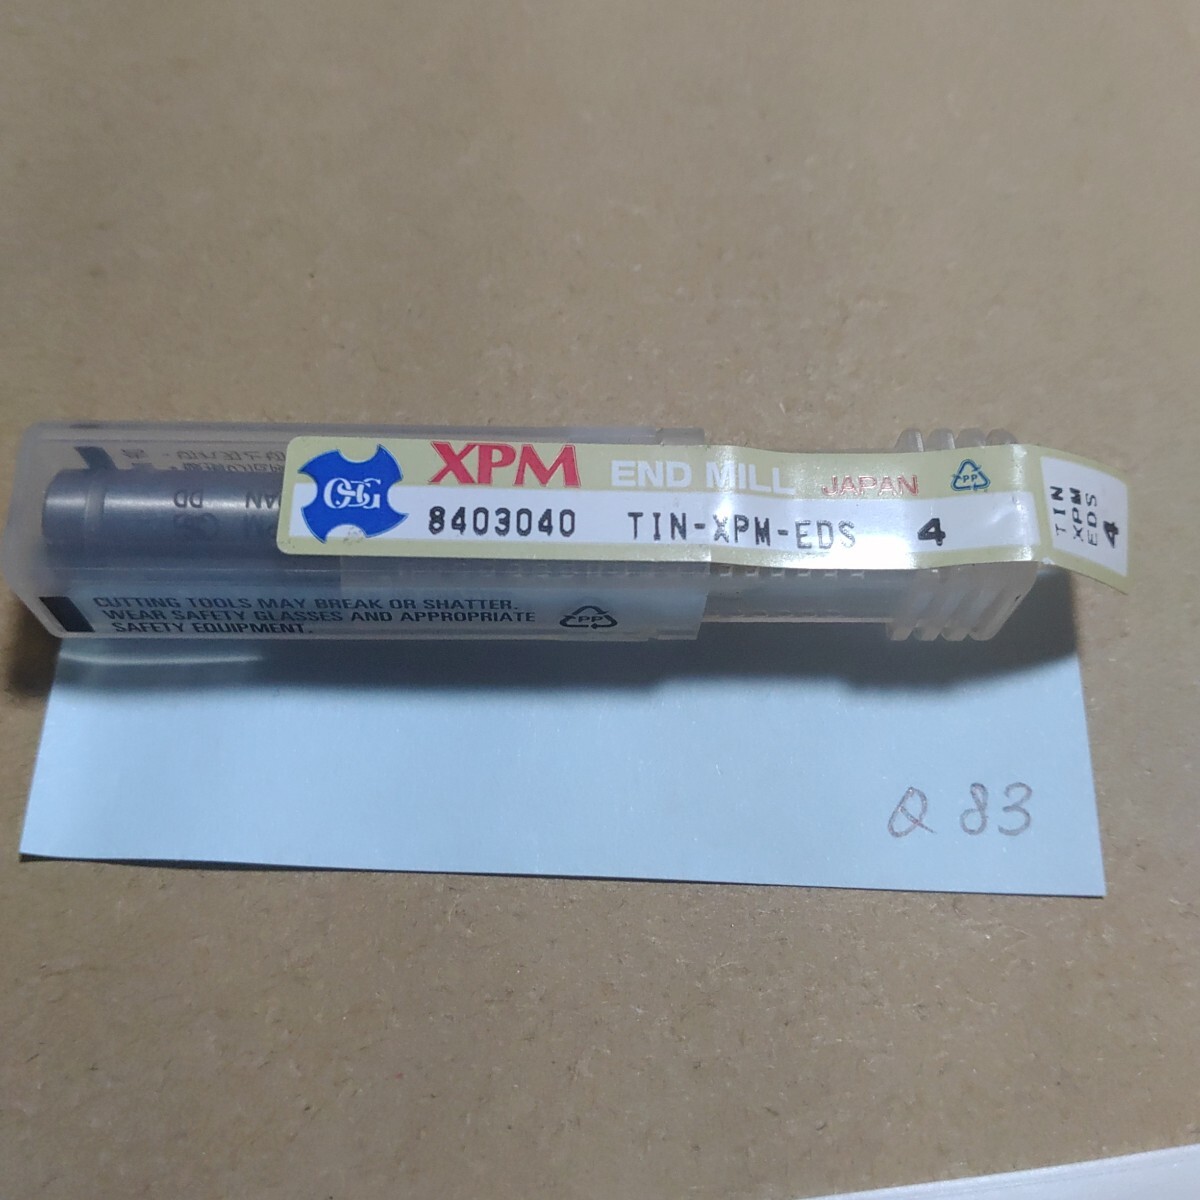 OSG XPM END MILL JAPAN PP
8403040 TIN-XPM-EDS 4
TIN
XPM
EDS
4
CUTTING TOOLS MAY BREAK OR SHATTER.
WEAR SAFETY GLASSES AND APPROPRIATE
SAFETY EQUIPMENT.
PP
Q 83